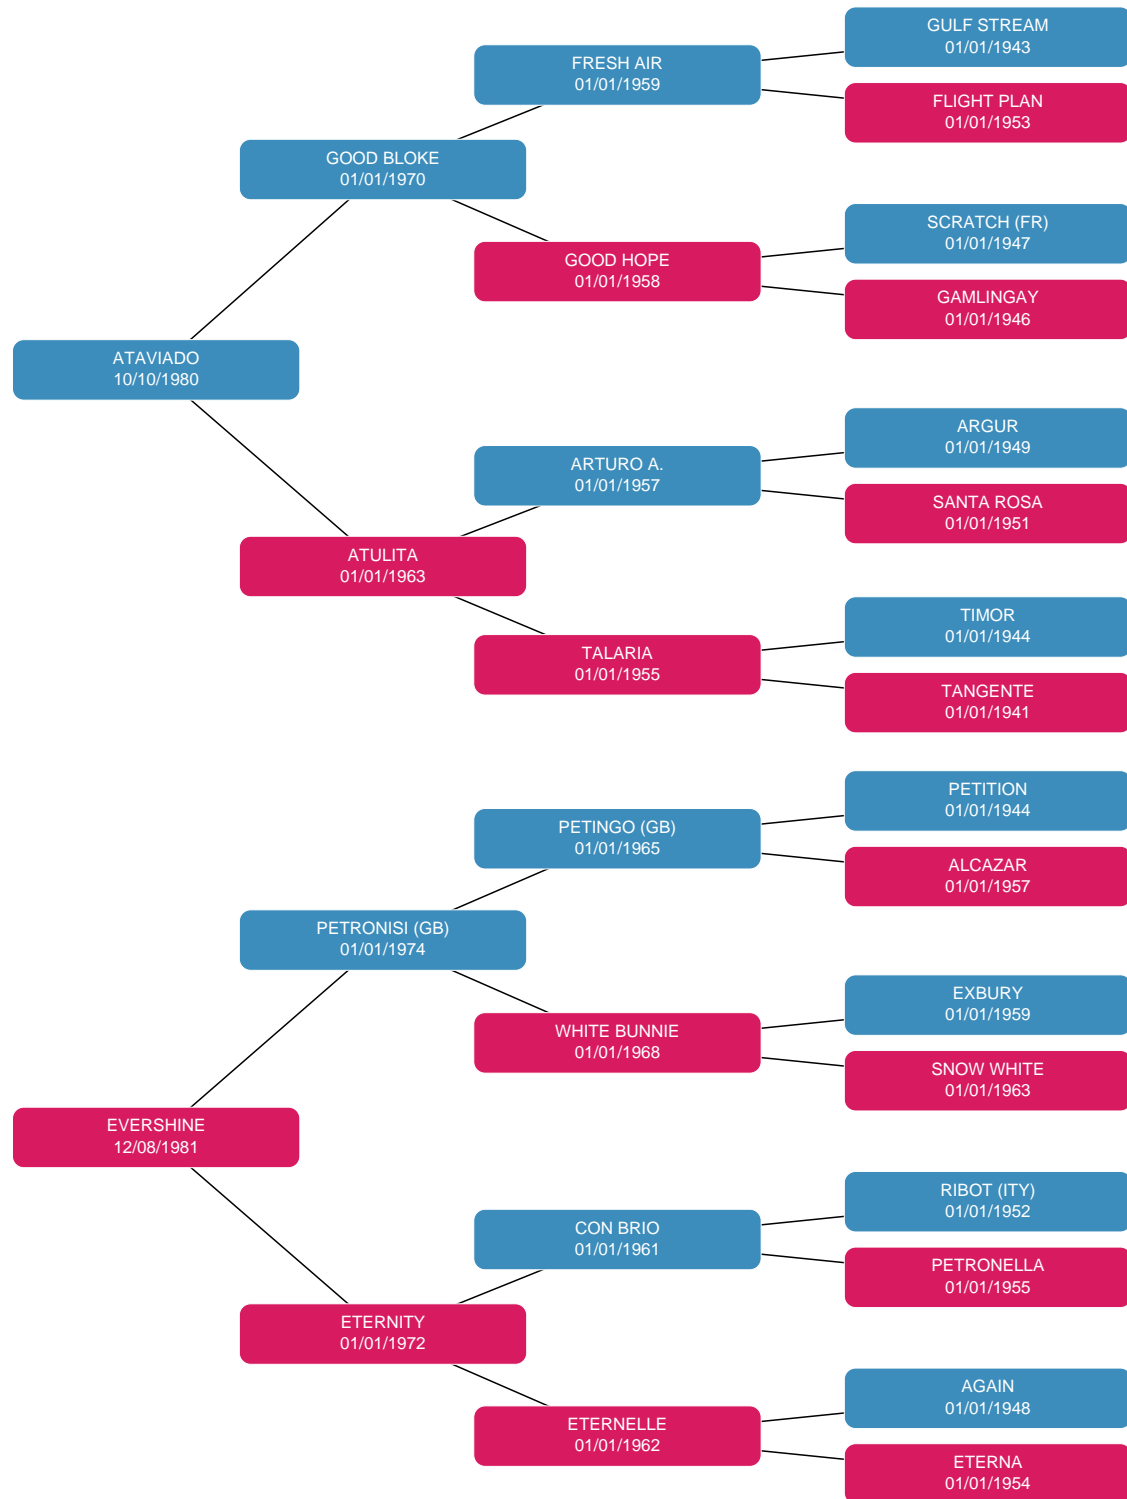 GULF STREAM
01/01/1943
FRESH AIR
01/01/1959
FLIGHT PLAN
01/01/1953
GOOD BLOKE
01/01/1970
SCRATCH (FR)
01/01/1947
GOOD HOPE
01/01/1958
GAMLINGAY
01/01/1946
ATAVIADO
10/10/1980
ARGUR
01/01/1949
ARTURO A.
01/01/1957
SANTA ROSA
01/01/1951
ATULITA
01/01/1963
TIMOR
01/01/1944
TALARIA
01/01/1955
TANGENTE
01/01/1941
PETITION
01/01/1944
PETINGO (GB)
01/01/1965
ALCAZAR
01/01/1957
PETRONISI (GB)
01/01/1974
EXBURY
01/01/1959
WHITE BUNNIE
01/01/1968
SNOW WHITE
01/01/1963
EVERSHINE
12/08/1981
RIBOT (ITY)
01/01/1952
CON BRIO
01/01/1961
PETRONELLA
01/01/1955
ETERNITY
01/01/1972
AGAIN
01/01/1948
ETERNELLE
01/01/1962
ETERNA
01/01/1954